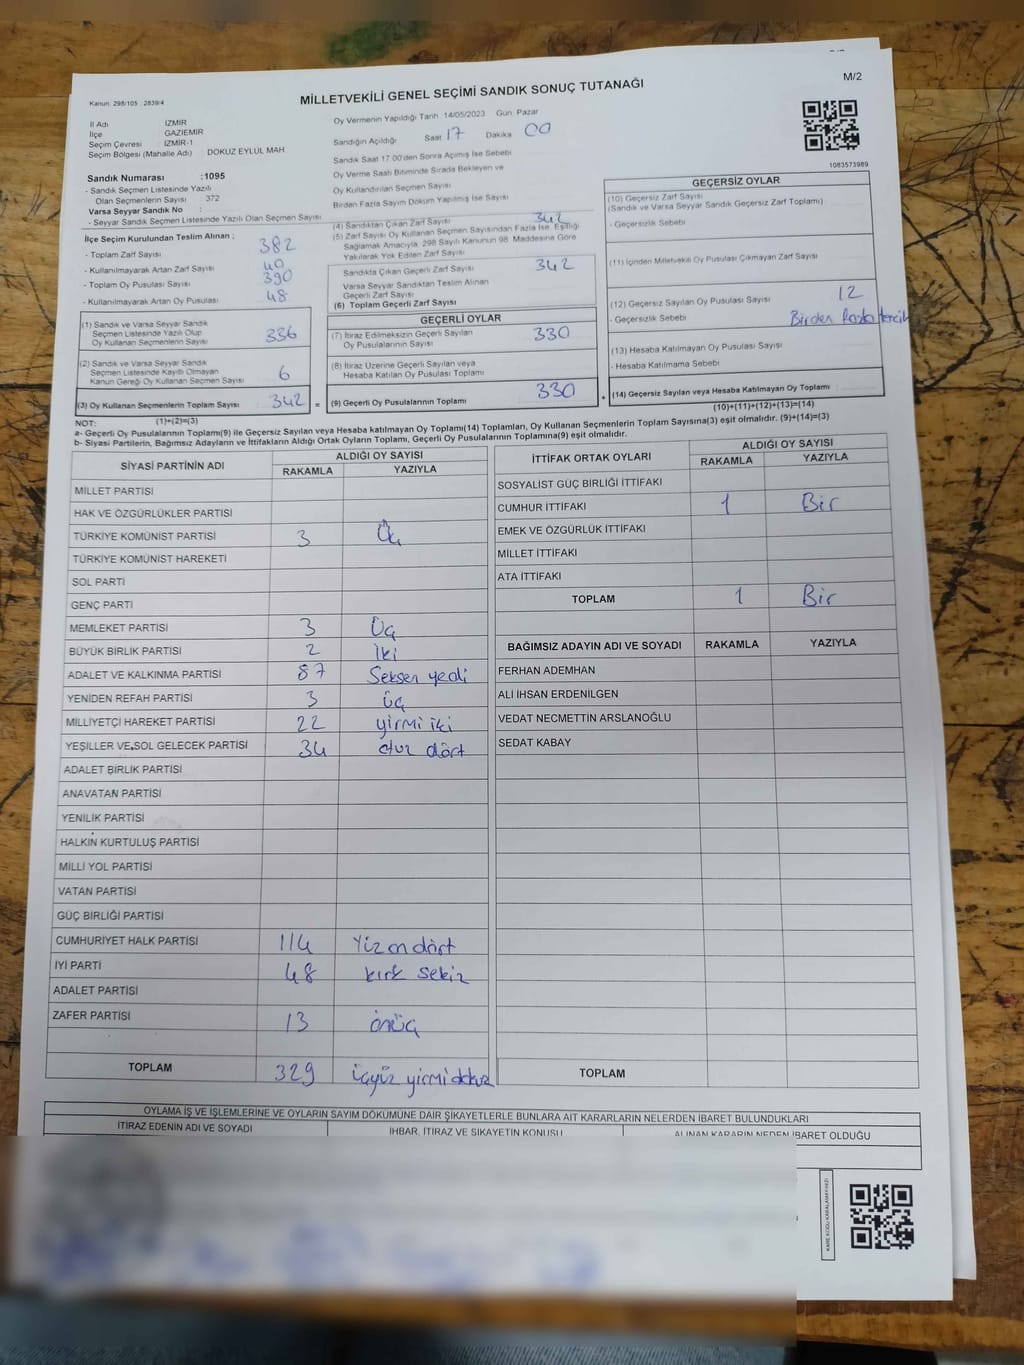 M/2
Kanun: 298/105 , 2839/4
MİLLETVEKİLİ GENEL SEÇİMİ SANDIK SONUÇ TUTANAĞI
İl Adı İZMİR
İlçe GAZİEMİR
Seçim Çevresi İZMİR-1
Seçim Bölgesi (Mahalle Adı) : DOKUZ EYLÜL MAH.
Sandık Numarası :1095
- Sandık Seçmen Listesinde Yazılı
Olan Seçmenlerin Sayısı : 372
Varsa Seyyar Sandık No :
- Seyyar Sandık Seçmen Listesinde Yazılı Olan Seçmen Sayısı
Oy Vermenin Yapıldığı Tarih 14/05/2023 Gün Pazar
Sandığın Açıldığı Saat 17 Dakika 00
Sandık Saat 17.00'den Sonra Açılmış İse Sebebi
Oy Verme Saati Bitiminde Sırada Bekleyen ve
Oy Kullandırılan Seçmen Sayısı
Birden Fazla Sayım Döküm Yapılmış İse Sayısı
1083573989
İlçe Seçim Kurulundan Teslim Alınan ;
- Toplam Zarf Sayısı 382
- Kullanılmayarak Artan Zarf Sayısı 40
- Toplam Oy Pusulası Sayısı 390
- Kullanılmayarak Artan Oy Pusulası 48
(1) Sandık ve Varsa Seyyar Sandık
Seçmen Listesinde Yazılı Olup
Oy Kullanan Seçmenlerin Sayısı 336
(2) Sandık ve Varsa Seyyar Sandık
Seçmen Listesinde Kayıtlı Olmayan
Kanun Gereği Oy Kullanan Seçmen Sayısı 6
(3) Oy Kullanan Seçmenlerin Toplam Sayısı 342 =
(1)+(2)=(3)
(4) Sandıktan Çıkan Zarf Sayısı 342
(5) Zarf Sayısı Oy Kullanan Seçmen Sayısından Fazla İse, Eşitliği
Sağlamak Amacıyla, 298 Sayılı Kanunun 98. Maddesine Göre
Yakılarak Yok Edilen Zarf Sayısı
Sandıkta Çıkan Geçerli Zarf Sayısı 342
Varsa Seyyar Sandıktan Teslim Alınan
Geçerli Zarf Sayısı
(6) Toplam Geçerli Zarf Sayısı
GEÇERLİ OYLAR
(7) İtiraz Edilmeksizin Geçerli Sayılan
Oy Pusulalarının Sayısı 330
(8) İtiraz Üzerine Geçerli Sayılan veya
Hesaba Katılan Oy Pusulası Toplamı
(9) Geçerli Oy Pusulalarının Toplamı 330 +
GEÇERSİZ OYLAR
(10) Geçersiz Zarf Sayısı
(Sandık ve Varsa Seyyar Sandık Geçersiz Zarf Toplamı)
- Geçersizlik Sebebi
(11) İçinden Milletvekili Oy Pusulası Çıkmayan Zarf Sayısı
(12) Geçersiz Sayılan Oy Pusulası Sayısı 12
- Geçersizlik Sebebi : Birden fazla tercih
(13) Hesaba Katılmayan Oy Pusulası Sayısı
- Hesaba Katılmama Sebebi
(14) Geçersiz Sayılan veya Hesaba Katılmayan Oy Toplamı
(10)+(11)+(12)+(13)=(14)
NOT:
a- Geçerli Oy Pusulalarının Toplamı(9) ile Geçersiz Sayılan veya Hesaba katılmayan Oy Toplamı(14) Toplamları, Oy Kullanan Seçmenlerin Toplam Sayısına(3) eşit olmalıdır. (9)+(14)=(3)
b- Siyasi Partilerin, Bağımsız Adayların ve İttifakların Aldığı Ortak Oyların Toplamı, Geçerli Oy Pusulalarının Toplamına(9) eşit olmalıdır.
SİYASİ PARTİNİN ADI ALDIĞI OY SAYISI
RAKAMLA YAZIYLA
MİLLET PARTİSİ
HAK VE ÖZGÜRLÜKLER PARTİSİ
TÜRKİYE KOMÜNİST PARTİSİ 3 Üç
TÜRKİYE KOMÜNİST HAREKETİ
SOL PARTİ
GENÇ PARTİ
MEMLEKET PARTİSİ 3 Üç
BÜYÜK BİRLİK PARTİSİ 2 iki
ADALET VE KALKINMA PARTİSİ 87 Seksen yedi
YENİDEN REFAH PARTİSİ 3 üç
MİLLİYETÇİ HAREKET PARTİSİ 22 yirmi iki
YEŞİLLER VE SOL GELECEK PARTİSİ 34 otuz dört
ADALET BİRLİK PARTİSİ
ANAVATAN PARTİSİ
YENİLİK PARTİSİ
HALKIN KURTULUŞ PARTİSİ
MİLLİ YOL PARTİSİ
VATAN PARTİSİ
GÜÇ BİRLİĞİ PARTİSİ
CUMHURİYET HALK PARTİSİ 114 Yüz on dört
İYİ PARTİ 48 kırk sekiz
ADALET PARTİSİ
ZAFER PARTİSİ 13 onüç
TOPLAM 329 üçyüz yirmi dokuz
İTTİFAK ORTAK OYLARI ALDIĞI OY SAYISI
RAKAMLA YAZIYLA
SOSYALİST GÜÇ BİRLİĞİ İTTİFAKI
CUMHUR İTTİFAKI 1 Bir
EMEK VE ÖZGÜRLÜK İTTİFAKI
MİLLET İTTİFAKI
ATA İTTİFAKI
TOPLAM 1 Bir
BAĞIMSIZ ADAYIN ADI VE SOYADI RAKAMLA YAZIYLA
FERHAN ADEMHAN
ALİ İHSAN ERDENİLGEN
VEDAT NECMETTİN ARSLANOĞLU
SEDAT KABAY
TOPLAM
OYLAMA İŞ VE İŞLEMLERİNE VE OYLARIN SAYIM DÖKÜMÜNE DAİR ŞİKAYETLERLE BUNLARA AİT KARARLARIN NELERDEN İBARET BULUNDUKLARI
İTİRAZ EDENİN ADI VE SOYADI İHBAR, İTİRAZ VE ŞİKAYETİN KONUSU ALINAN KARARIN NEDEN İBARET OLDUĞU